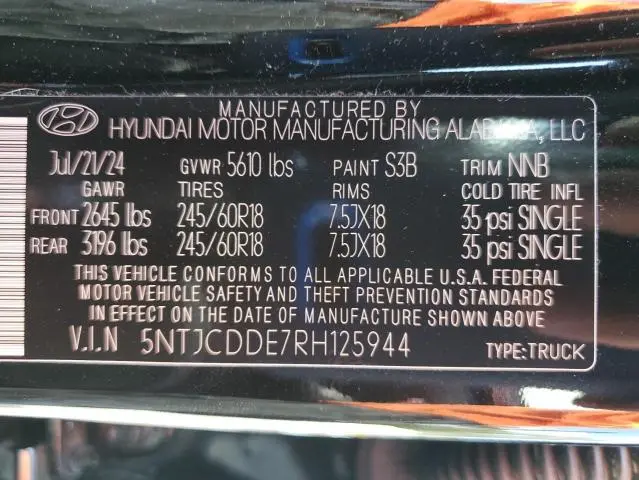 MANUFACTURED BY
HYUNDAI MOTOR MANUFACTURING ALABAMA, LLC
Jul/21/24 GVWR 5610 lbs PAINT S3B TRIM NNB
GAWR TIRES RIMS COLD TIRE INFL
FRONT 2645 lbs 245/60R18 7.5JX18 35 psi SINGLE
REAR 3196 lbs 245/60R18 7.5JX18 35 psi SINGLE
THIS VEHICLE CONFORMS TO ALL APPLICABLE U.S.A. FEDERAL
MOTOR VEHICLE SAFETY AND THEFT PREVENTION STANDARDS
IN EFFECT ON THE DATE OF MANUFACTURE SHOWN ABOVE
V.I.N 5NTJCDDE7RH125944 TYPE:TRUCK